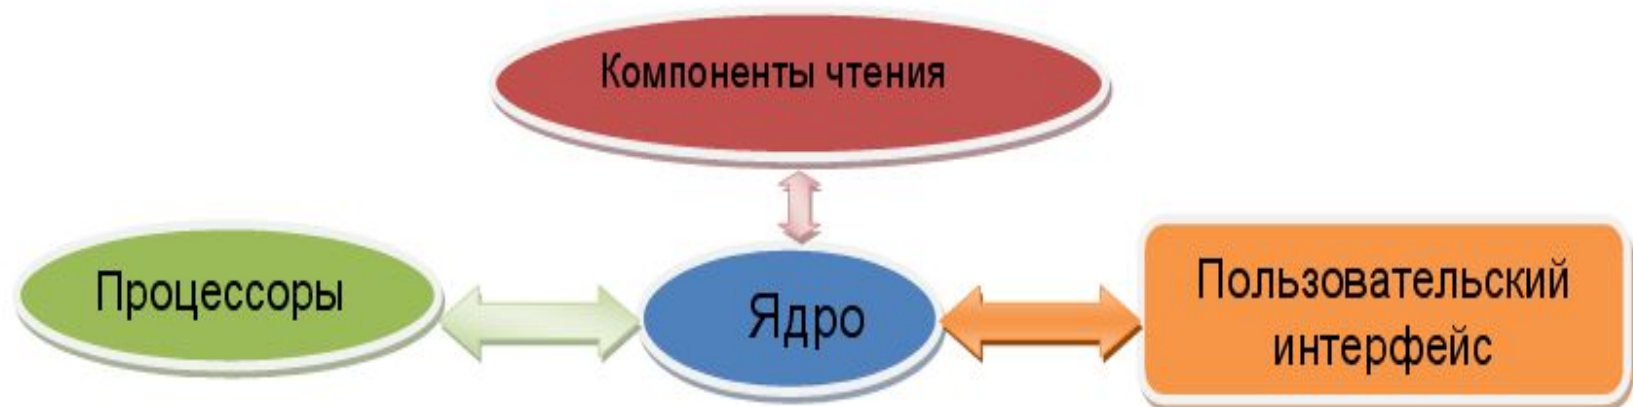 Компоненты чтения
Процессоры
Ядро
Пользовательский
интерфейс